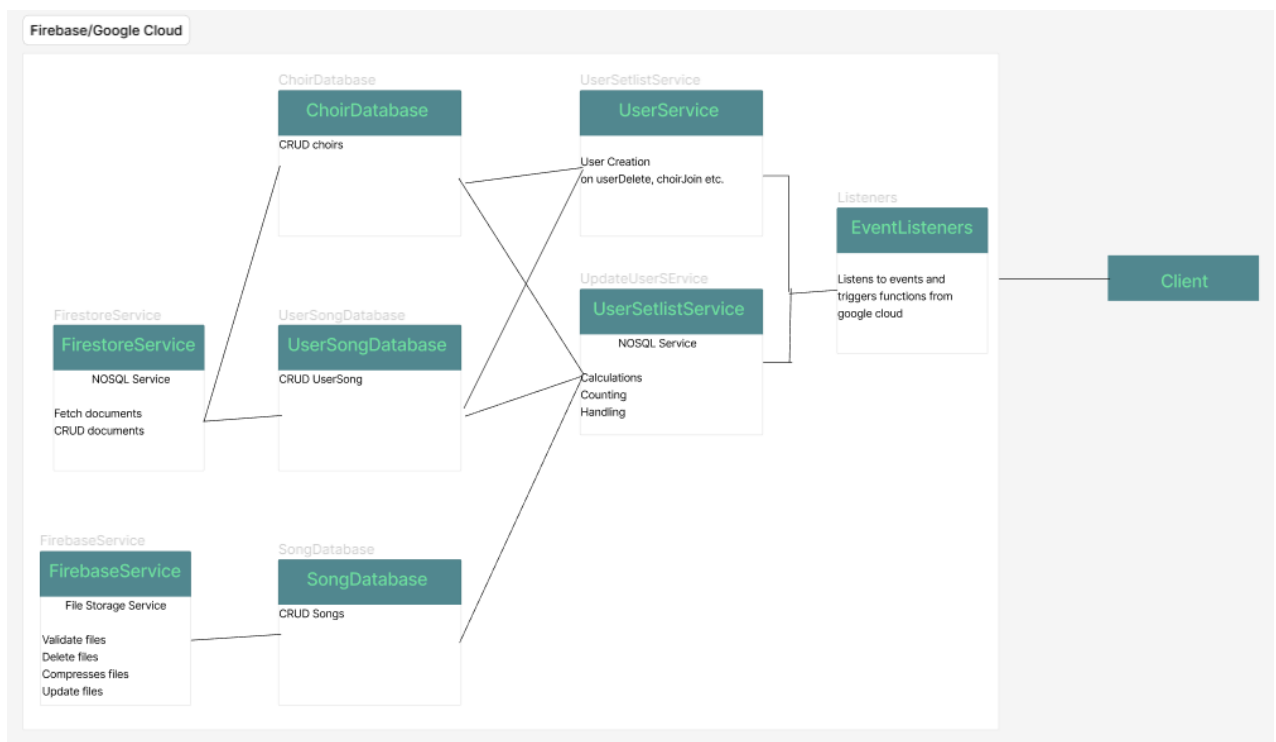 Firebase/Google Cloud
ChoirDatabase
ChoirDatabase
CRUD choirs
UserSetlistService
UserService
User Creation
on userDelete, choirJoin etc.
Listeners
EventListeners
Listens to events and
triggers functions from
google cloud
Client
UpdateUserSErvice
UserSetlistService
NOSQL Service
Calculations
Counting
Handling
FirestoreService
FirestoreService
NOSQL Service
Fetch documents
CRUD documents
UserSongDatabase
UserSongDatabase
CRUD UserSong
FirebaseService
FirebaseService
File Storage Service
Validate files
Delete files
Compresses files
Update files
SongDatabase
SongDatabase
CRUD Songs